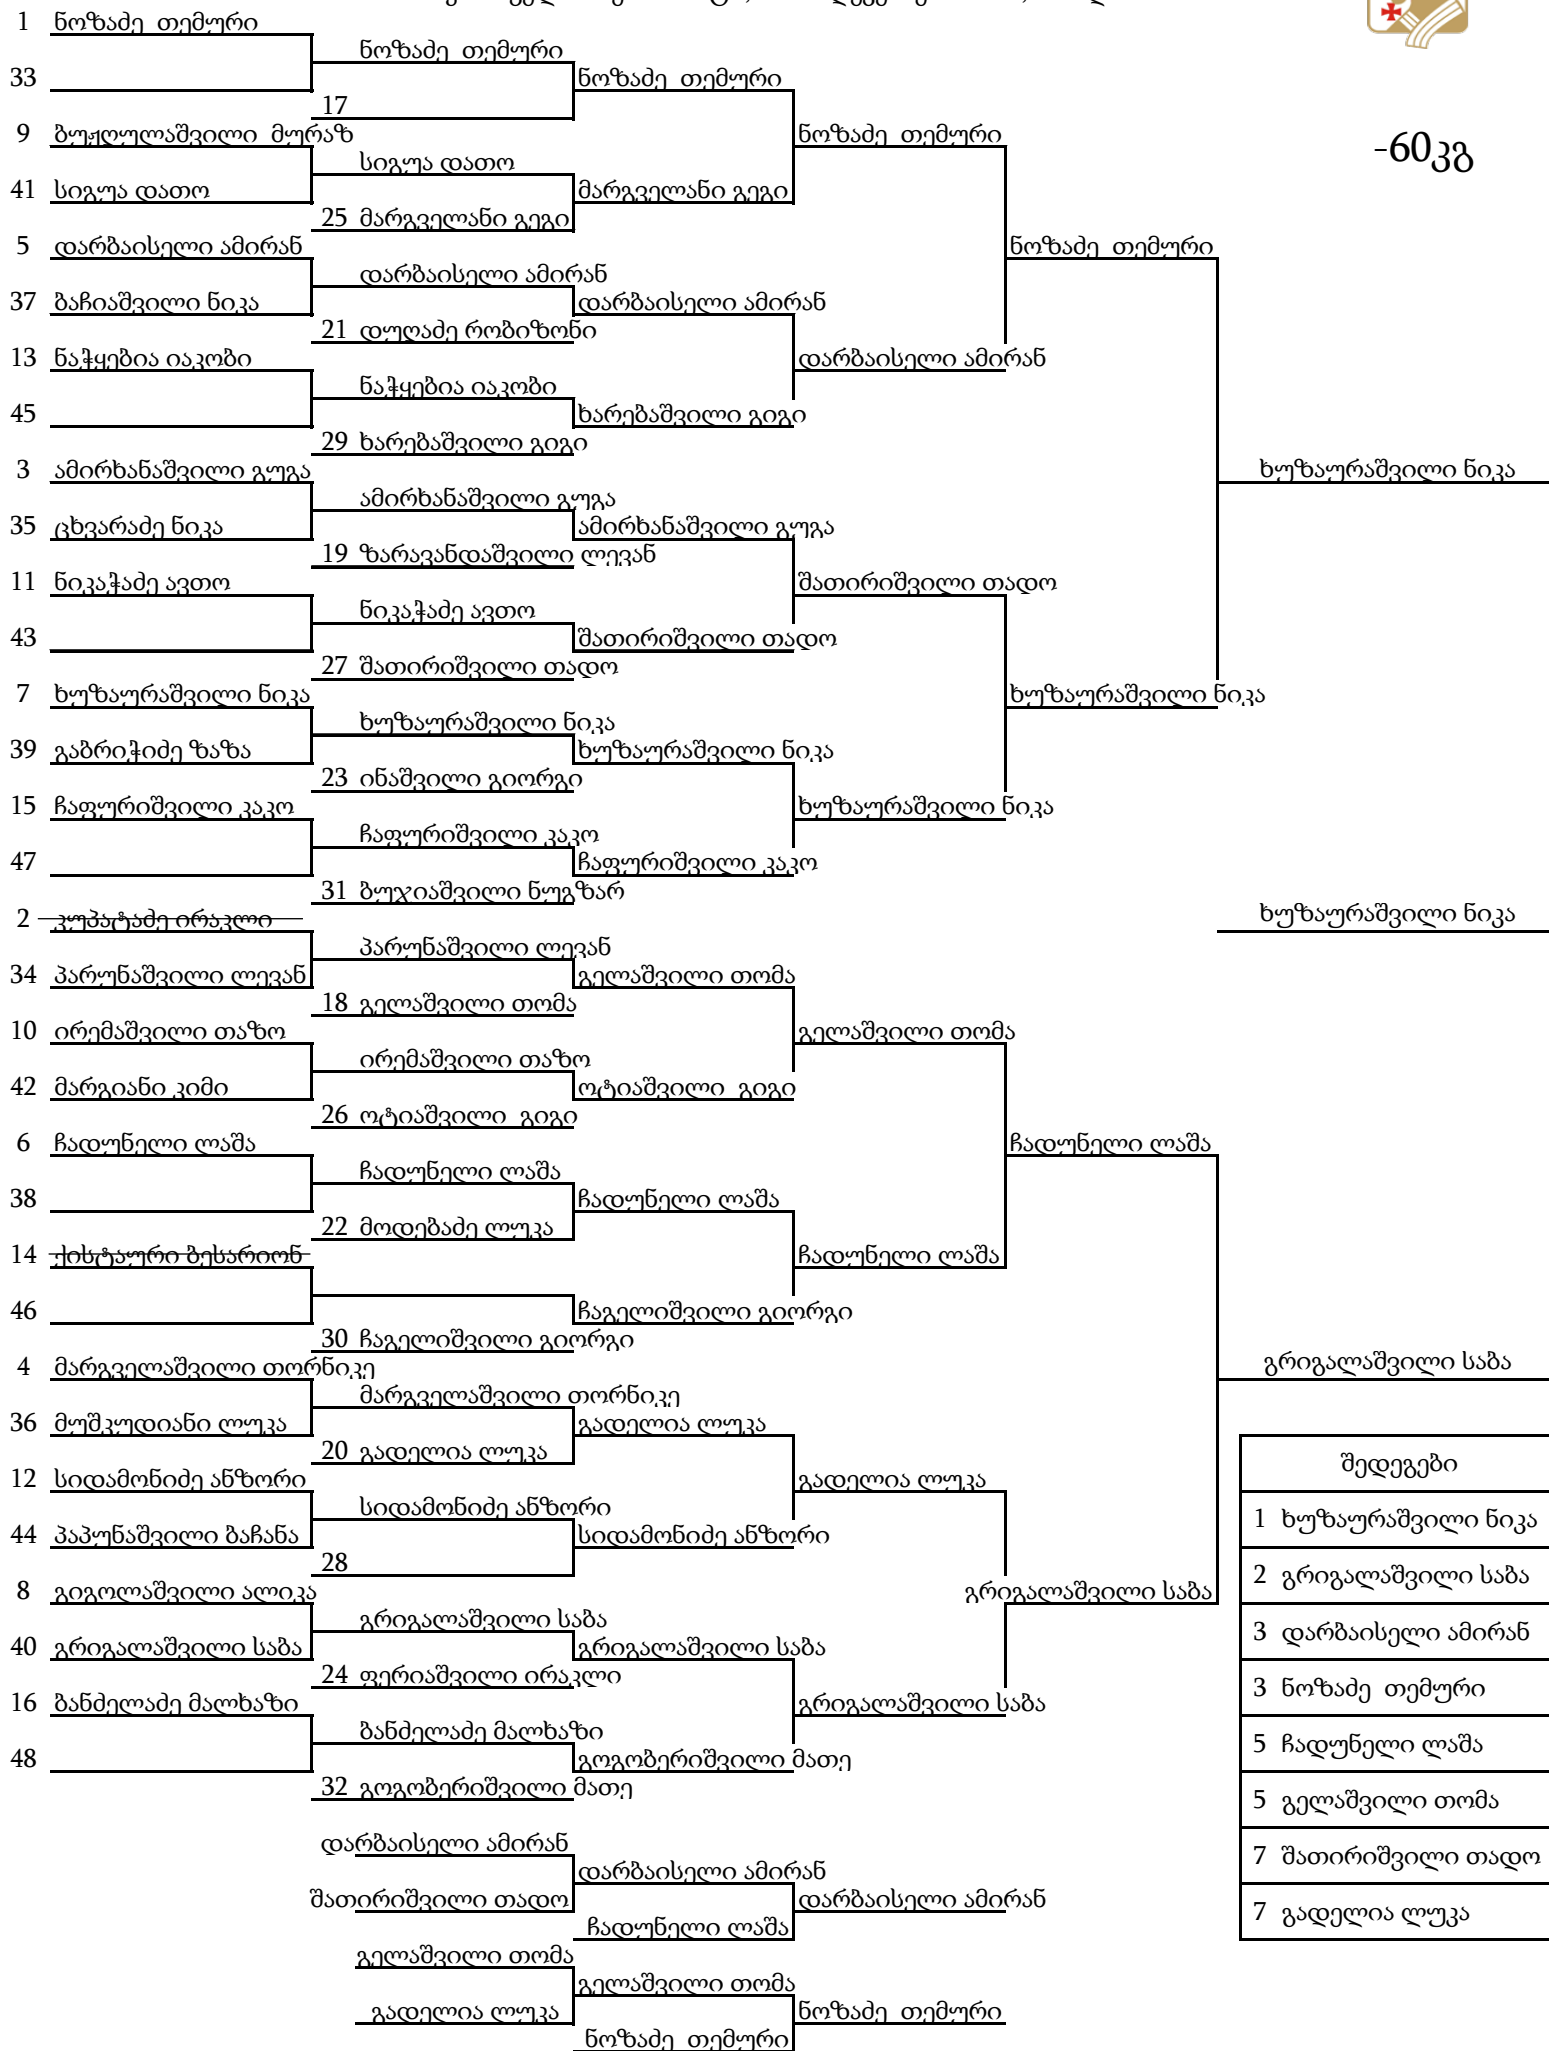 1 ნოზაძე თემური
ნოზაძე თემური
33
ნოზაძე თემური
17
9 ბუჟღულაშვილი მურაზ
ნოზაძე თემური
-60კგ
სიგუა დათო
41 სიგუა დათო
მარგველანი გეგი
25 მარგველანი გეგი
5 დარბაისელი ამირან
ნოზაძე თემური
დარბაისელი ამირან
37 ბაჩიაშვილი ნიკა
დარბაისელი ამირან
21 დუღაძე რობიზონი
13 ნაჭყებია იაკობი
დარბაისელი ამირან
ნაჭყებია იაკობი
45
ხარებაშვილი გიგი
29 ხარებაშვილი გიგი
3 ამირხანაშვილი გუგა
ხუზაურაშვილი ნიკა
ამირხანაშვილი გუგა
35 ცხვარაძე ნიკა
ამირხანაშვილი გუგა
19 ზარავანდაშვილი ლევან
11 ნიკაჭაძე ავთო
შათირიშვილი თადო
ნიკაჭაძე ავთო
43
შათირიშვილი თადო
27 შათირიშვილი თადო
7 ხუზაურაშვილი ნიკა
ხუზაურაშვილი ნიკა
ხუზაურაშვილი ნიკა
39 გაბრიჭიძე ზაზა
ხუზაურაშვილი ნიკა
23 ინაშვილი გიორგი
15 ჩაფურიშვილი კაკო
ხუზაურაშვილი ნიკა
ჩაფურიშვილი კაკო
47
ჩაფურიშვილი კაკო
31 ბუჯიაშვილი ნუგზარ
2 კუპატაძე ირაკლი
ხუზაურაშვილი ნიკა
პარუნაშვილი ლევან
34 პარუნაშვილი ლევან
გელაშვილი თომა
18 გელაშვილი თომა
10 ირემაშვილი თაზო
გელაშვილი თომა
ირემაშვილი თაზო
42 მარგიანი კიმი
ოტიაშვილი გიგი
26 ოტიაშვილი გიგი
6 ჩადუნელი ლაშა
ჩადუნელი ლაშა
ჩადუნელი ლაშა
38
ჩადუნელი ლაშა
22 მოდებაძე ლუკა
14 ქისტაური ბესარიონ
ჩადუნელი ლაშა
46
ჩაგელიშვილი გიორგი
30 ჩაგელიშვილი გიორგი
4 მარგველაშვილი თორნიკე
გრიგალაშვილი საბა
მარგველაშვილი თორნიკე
36 მუშკუდიანი ლუკა
გადელია ლუკა
20 გადელია ლუკა
შედეგები
12 სიდამონიძე ანზორი
გადელია ლუკა
სიდამონიძე ანზორი
1 ხუზაურაშვილი ნიკა
44 პაპუნაშვილი ბაჩანა
სიდამონიძე ანზორი
28
2 გრიგალაშვილი საბა
8 გიგოლაშვილი ალიკა
გრიგალაშვილი საბა
გრიგალაშვილი საბა
3 დარბაისელი ამირან
40 გრიგალაშვილი საბა
გრიგალაშვილი საბა
24 ფერიაშვილი ირაკლი
3 ნოზაძე თემური
16 ბანძელაძე მალხაზი
გრიგალაშვილი საბა
ბანძელაძე მალხაზი
5 ჩადუნელი ლაშა
48
გოგობერიშვილი მათე
32 გოგობერიშვილი მათე
5 გელაშვილი თომა
დარბაისელი ამირან
7 შათირიშვილი თადო
დარბაისელი ამირან
შათირიშვილი თადო
დარბაისელი ამირან
7 გადელია ლუკა
ჩადუნელი ლაშა
გელაშვილი თომა
გელაშვილი თომა
გადელია ლუკა
ნოზაძე თემური
ნოზაძე თემური